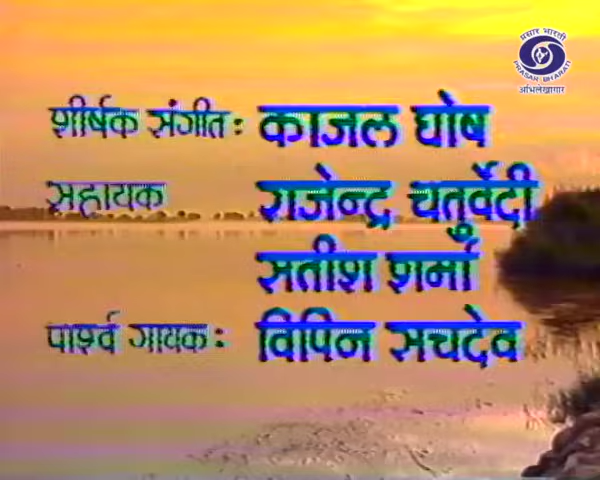 प्रसार भारती
PRASAR BHARATI
अभिलेखागार
शीर्षक संगीत : काजल घोष
सहायक राजेन्द्र चतुर्वेदी
सतीश शर्मा
पार्श्व गायक : विपिन सचदेव